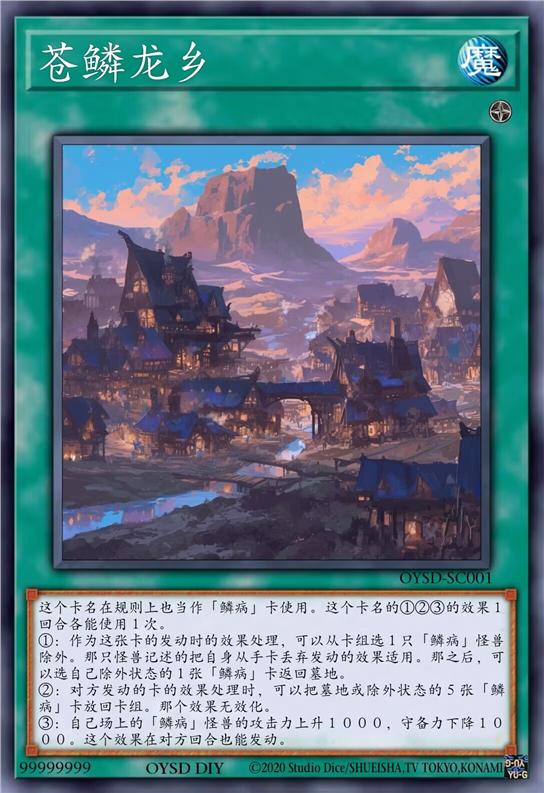 苍鳞龙乡
魔
OYSD-SC001
这个卡名在规则上也当作「鳞病」卡使用。这个卡名的①②③的效果1
回合各能使用1次。
①：作为这张卡的发动时的效果处理，可以从卡组选1只「鳞病」怪兽
除外。那只怪兽记述的把自身从手卡丢弃发动的效果适用。那之后，可
以选自己除外状态的1张「鳞病」卡返回墓地。
②：对方发动的卡的效果处理时，可以把墓地或除外状态的5张「鳞
病」卡放回卡组。那个效果无效化。
③：自己场上的「鳞病」怪兽的攻击力上升１０００，守备力下降１０
００。这个效果在对方回合也能发动。
99999999
OYSD DIY
©2020 Studio Dice/SHUEISHA,TV TOKYO,KONAMI